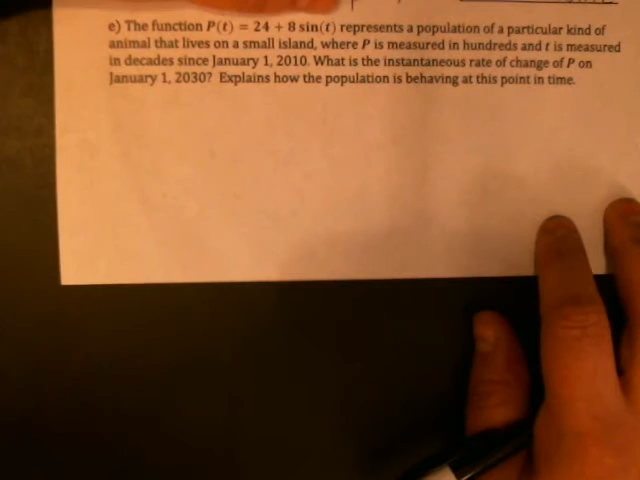 e) The function P(t) = 24 + 8 sin(t) represents a population of a particular kind of
animal that lives on a small island, where P is measured in hundreds and t is measured
in decades since January 1, 2010. What is the instantaneous rate of change of P on
January 1, 2030? Explains how the population is behaving at this point in time.